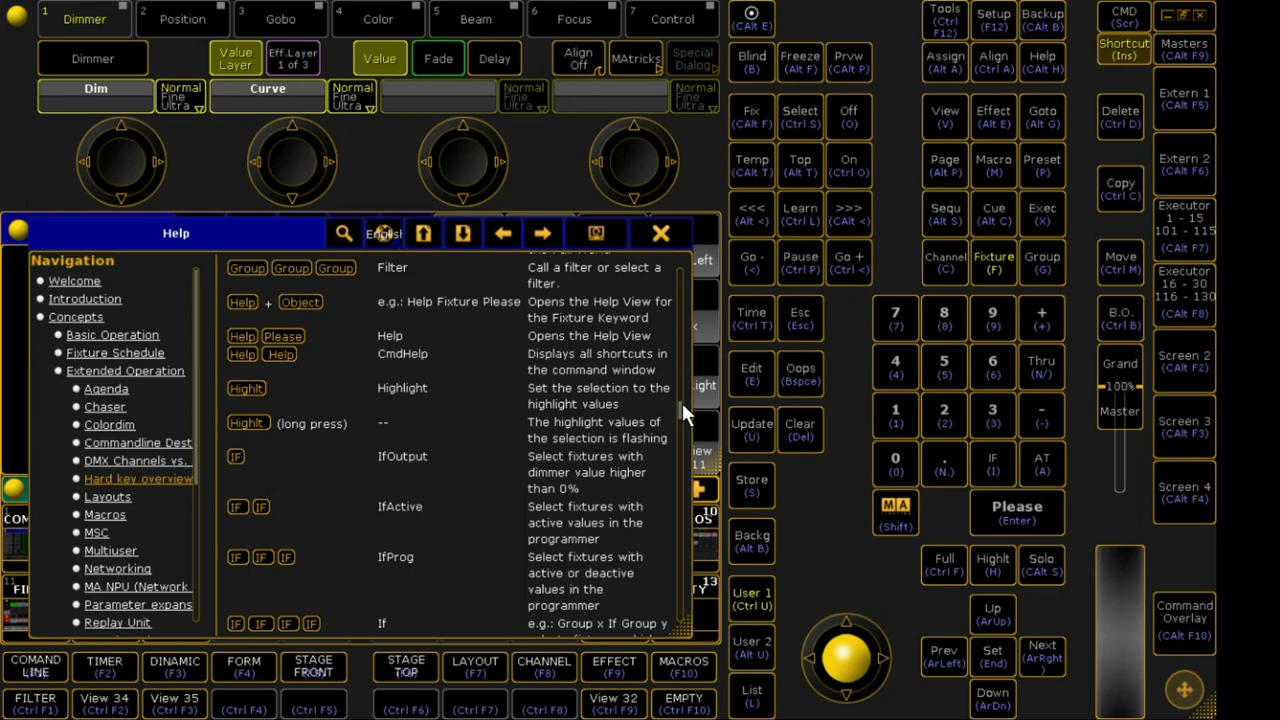 1 Dimmer
2 Position
3 Gobo
4 Color
5 Beam
6 Focus
7 Control
Dimmer
Value Layer
Eff.Layer 1 of 3
Value
Fade
Delay
Align Off
MAtricks
Special Dialog
Dim
Normal Fine Ultra
Curve
Normal Fine Ultra
Normal Fine Ultra
Normal Fine Ultra
Help
English
Navigation
Welcome
Introduction
Concepts
Basic Operation
Fixture Schedule
Extended Operation
Agenda
Chaser
Colordim
Commandline Dest
DMX Channels vs.
Hard key overview
Layouts
Macros
MSC
Multiuser
Networking
MA NPU (Network
Parameter expans
Replay Unit
Group Group Group Filter Call a filter or select a
filter.
Help + Object e.g.: Help Fixture Please Opens the Help View for
the Fixture Keyword
Help Please Help Opens the Help View
Help Help CmdHelp Displays all shortcuts in
the command window
Highlt Highlight Set the selection to the
highlight values
Highlt (long press) -- The highlight values of
the selection is flashing
IF IfOutput Select fixtures with
dimmer value higher
than 0%
IF IF IfActive Select fixtures with
active values in the
programmer
IF IF IF IfProg Select fixtures with
active or deactive
values in the
programmer
IF IF IF IF If e.g.: Group x If Group y
COMAND LINE
TIMER (F2)
DINAMIC (F3)
FORM (F4)
STAGE FRONT
STAGE TOP
LAYOUT (F7)
CHANNEL (F8)
EFFECT (F9)
MACROS (F10)
FILTER (Ctrl F1)
View 34 (Ctrl F2)
View 35 (Ctrl F3)
(Ctrl F4)
(Ctrl F5)
(Ctrl F6)
(Ctrl F7)
(Ctrl F8)
View 32 (Ctrl F9)
EMPTY (Ctrl F10)
(Alt E)
Tools (Ctrl F12)
Setup (F12)
Backup (Alt B)
CMD (Scr)
Blind (B)
Freeze (Alt F)
Prvw (Alt P)
Assign (Alt A)
Align (Ctrl A)
Help (Alt H)
Shortcut (Ins)
Masters (CAlt F9)
Fix (CAlt F)
Select (Ctrl S)
Off (O)
View (V)
Effect (Alt E)
Goto (Alt G)
Delete (Ctrl D)
Extern 1 (CAlt F5)
Temp (CAlt T)
Top (Alt T)
On (Ctrl O)
Page (Alt P)
Macro (M)
Preset (P)
Copy (Ctrl C)
Extern 2 (CAlt F6)
<<< (Alt <)
Learn (Ctrl L)
>>> (CAlt <)
Sequ (Alt S)
Cue (Alt C)
Exec (X)
Executor 1 - 15 101 - 115 (CAlt F7)
Go - (<)
Pause (Ctrl P)
Go + (Ctrl <)
Channel (Alt C)
Fixture (F)
Group (G)
Move (Ctrl M)
Executor 16 - 30 116 - 130 (CAlt F8)
Time (Ctrl T)
Esc (Esc)
7 (7)
8 (8)
9 (9)
+ (+)
B.O. (Ctrl B)
Edit (E)
Oops (Bspce)
4 (4)
5 (5)
6 (6)
Thru (N/)
Grand 100% Master
Screen 2 (CAlt F2)
Update (U)
Clear (Del)
1 (1)
2 (2)
3 (3)
- (-)
Screen 3 (CAlt F3)
Store (S)
0 (0)
. (N.)
IF (I)
AT (A)
Screen 4 (CAlt F4)
Backg (Alt B)
MA (Shift)
Please (Enter)
Full (Ctrl F)
Highlt (H)
Solo (CAlt S)
User 1 (Ctrl U)
Up (ArUp)
Command Overlay (CAlt F10)
User 2 (Alt U)
Prev (ArLeft)
Set (End)
Next (ArRght)
List (L)
Down (ArDn)